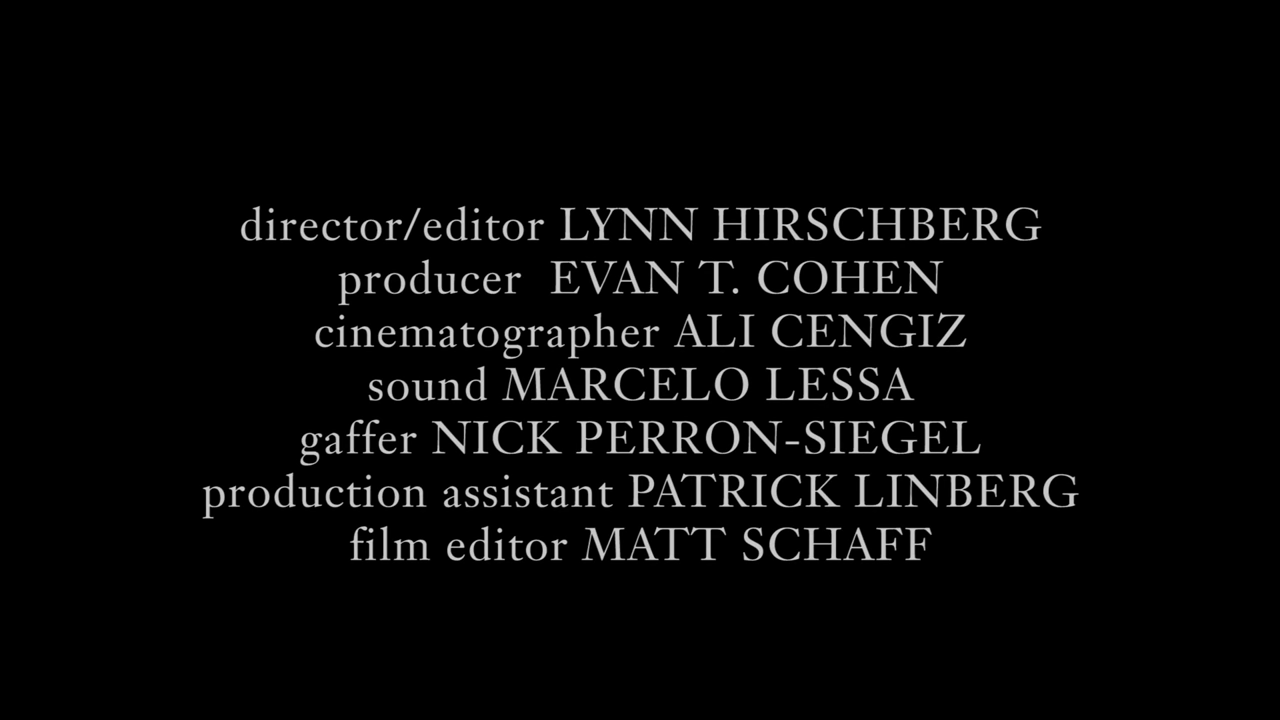 director/editor LYNN HIRSCHBERG
producer  EVAN T. COHEN
cinematographer ALI CENGIZ
sound MARCELO LESSA
gaffer NICK PERRON-SIEGEL
production assistant PATRICK LINBERG
film editor MATT SCHAFF